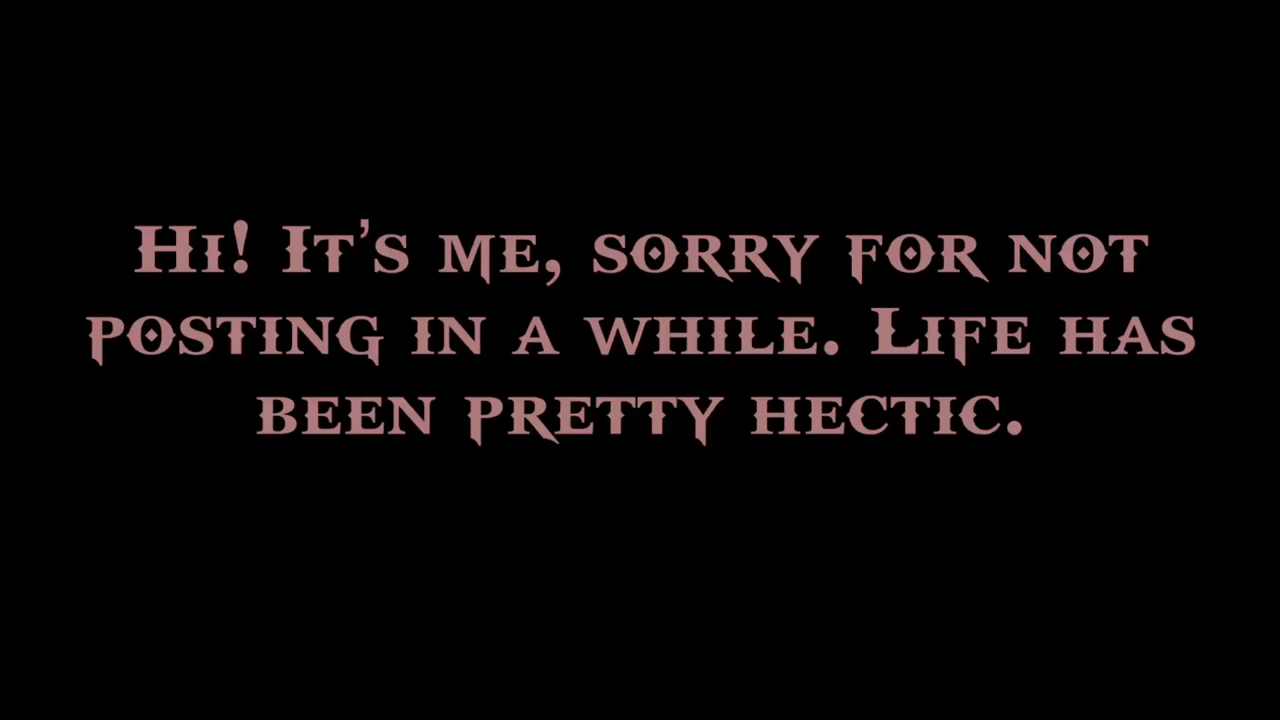 Hi! It's me, sorry for not
posting in a while. Life has
been pretty hectic.